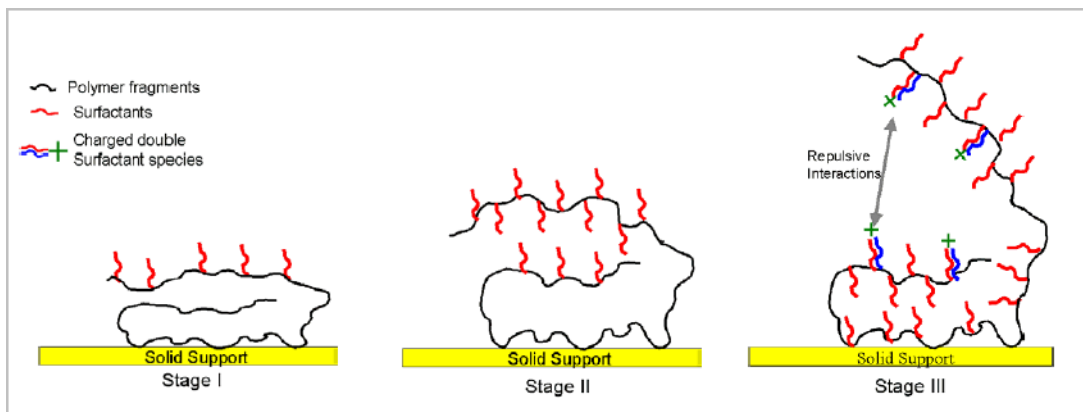 Polymer fragments
Surfactants
Charged double
Surfactant species
Solid Support
Stage I
Solid Support
Stage II
Repulsive
Interactions
Solid Support
Stage III